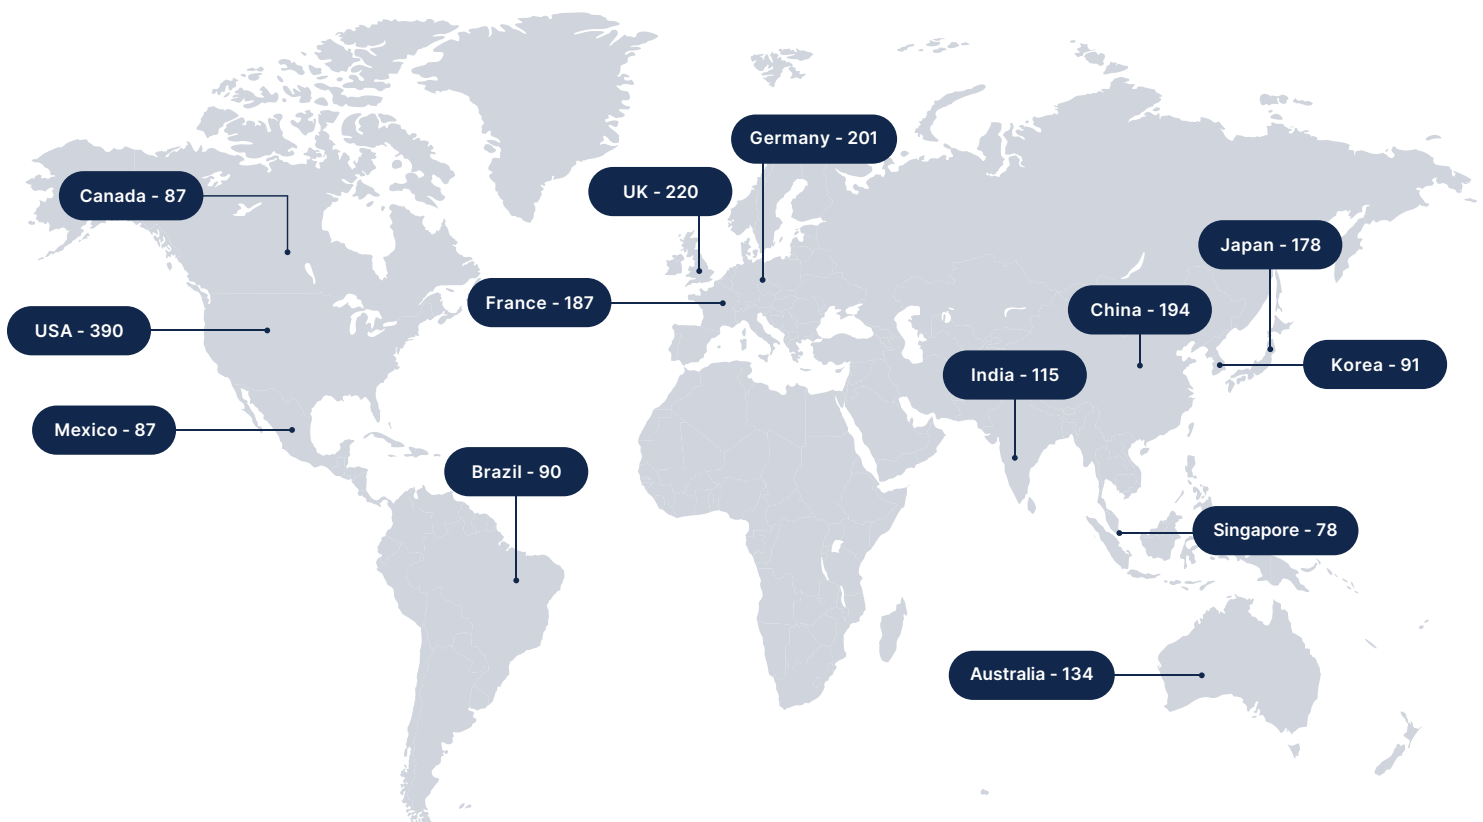 Germany - 201
UK - 220
Canada - 87
Japan - 178
France - 187
China - 194
USA - 390
Korea - 91
India - 115
Mexico - 87
Brazil - 90
Singapore - 78
Australia - 134